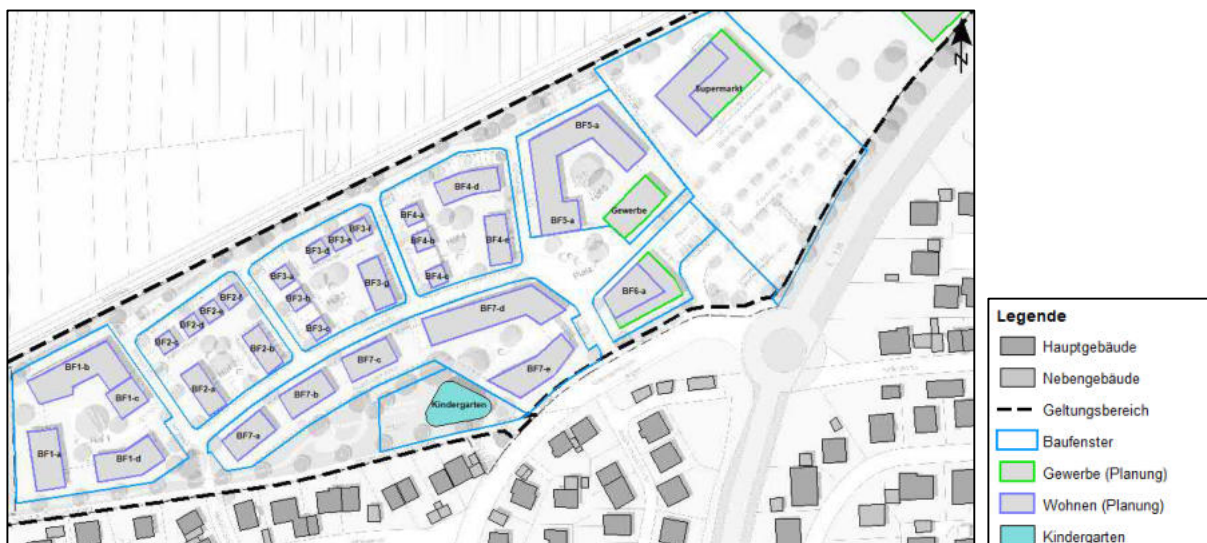 N
Supermarkt
BF5-a
BF4-d
BF4-a
Gewerbe
BF3-f
BF3-e
BF5-a
BF3-d
BF4-b
BF4-e
Platz
BF3-a
BF4-c
BF3-g
BF6-a
BF2-f
BF3-b
BF2-e
BF7-d
BF2-d
BF3-c
BF2-c
BF2-b
BF7-c
BF1-b
BF7-e
BF2-a
BF1-c
BF7-b
Kindergarten
BF7-a
BF1-a
BF1-d
Legende
Hauptgebäude
Nebengebäude
Geltungsbereich
Baufenster
Gewerbe (Planung)
Wohnen (Planung)
Kindergarten